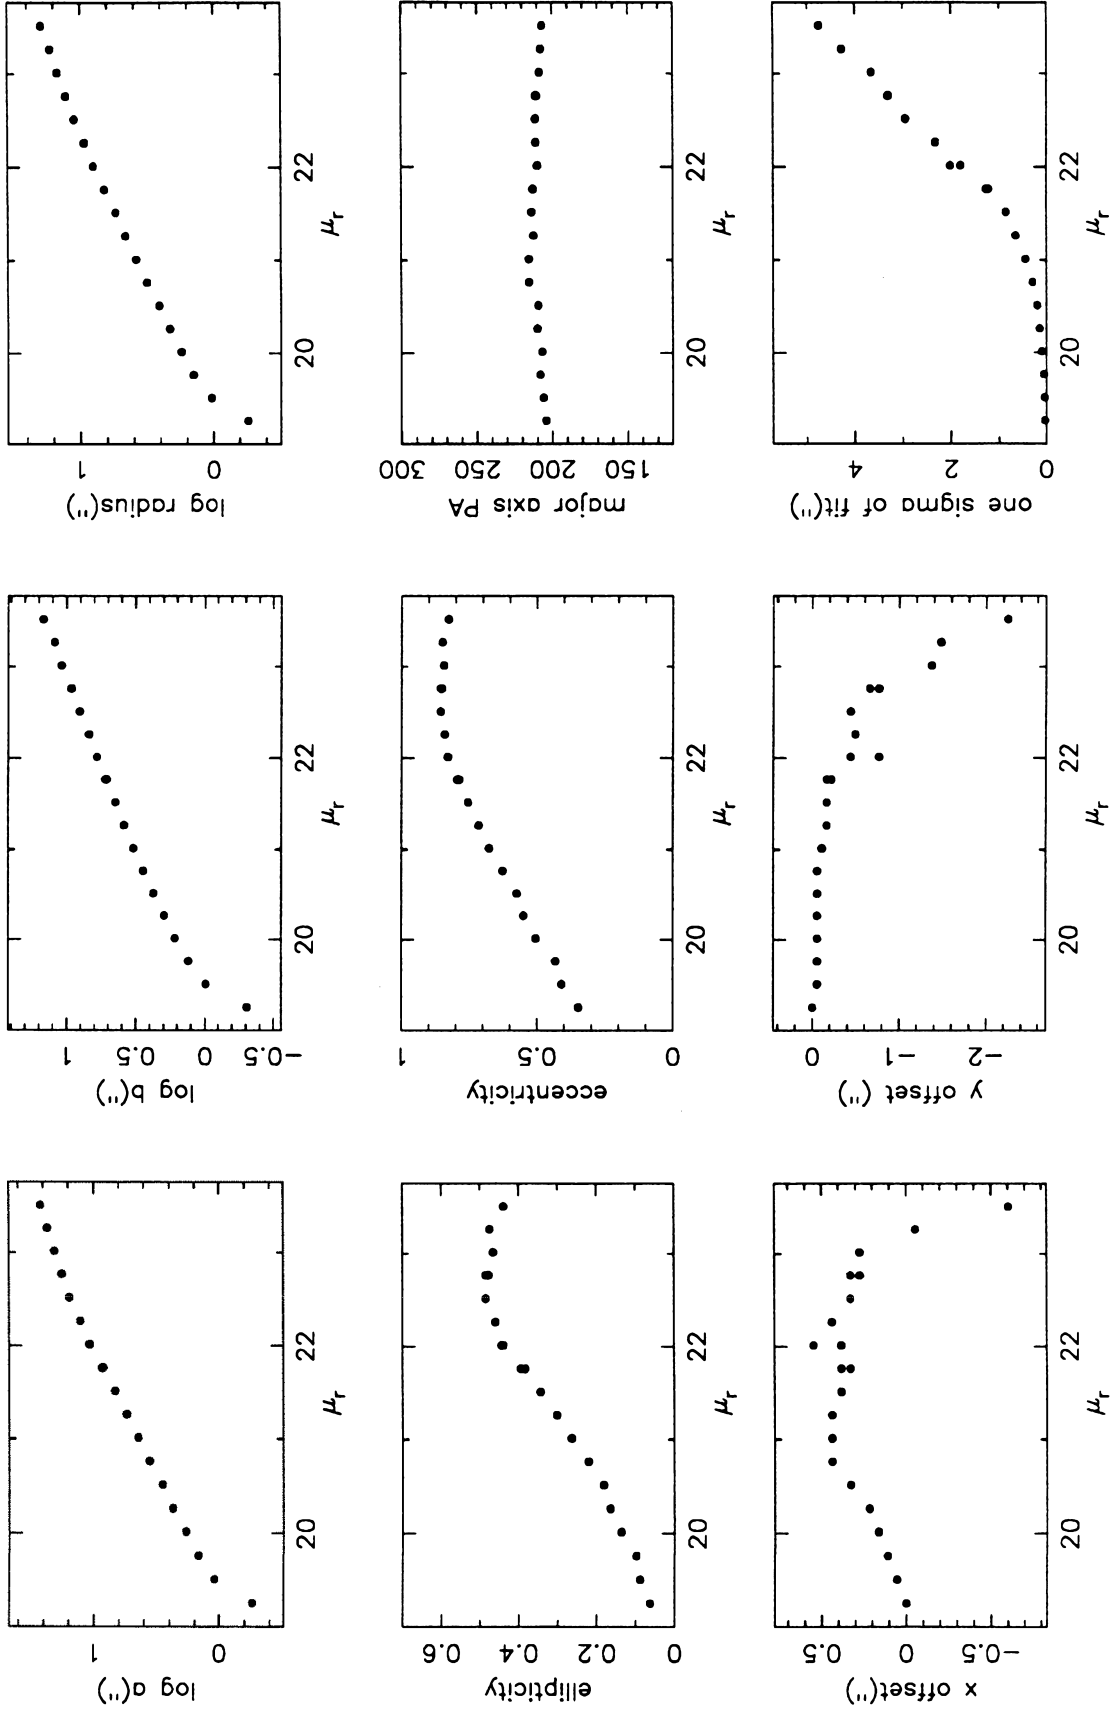 log a(")
1
0
20
22
μr
log b(")
1
0.5
0
−0.5
20
22
μr
log radius(")
1
0
20
22
μr
ellipticity
0.6
0.4
0.2
0
20
22
μr
eccentricity
1
0.5
0
20
22
μr
major axis PA
300
250
200
150
20
22
μr
x offset(")
0.5
0
−0.5
20
22
μr
y offset (")
0
−1
−2
20
22
μr
one sigma of fit(")
4
2
0
20
22
μr